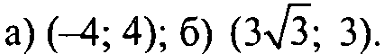 а) (–4; 4); б) (3√3; 3).